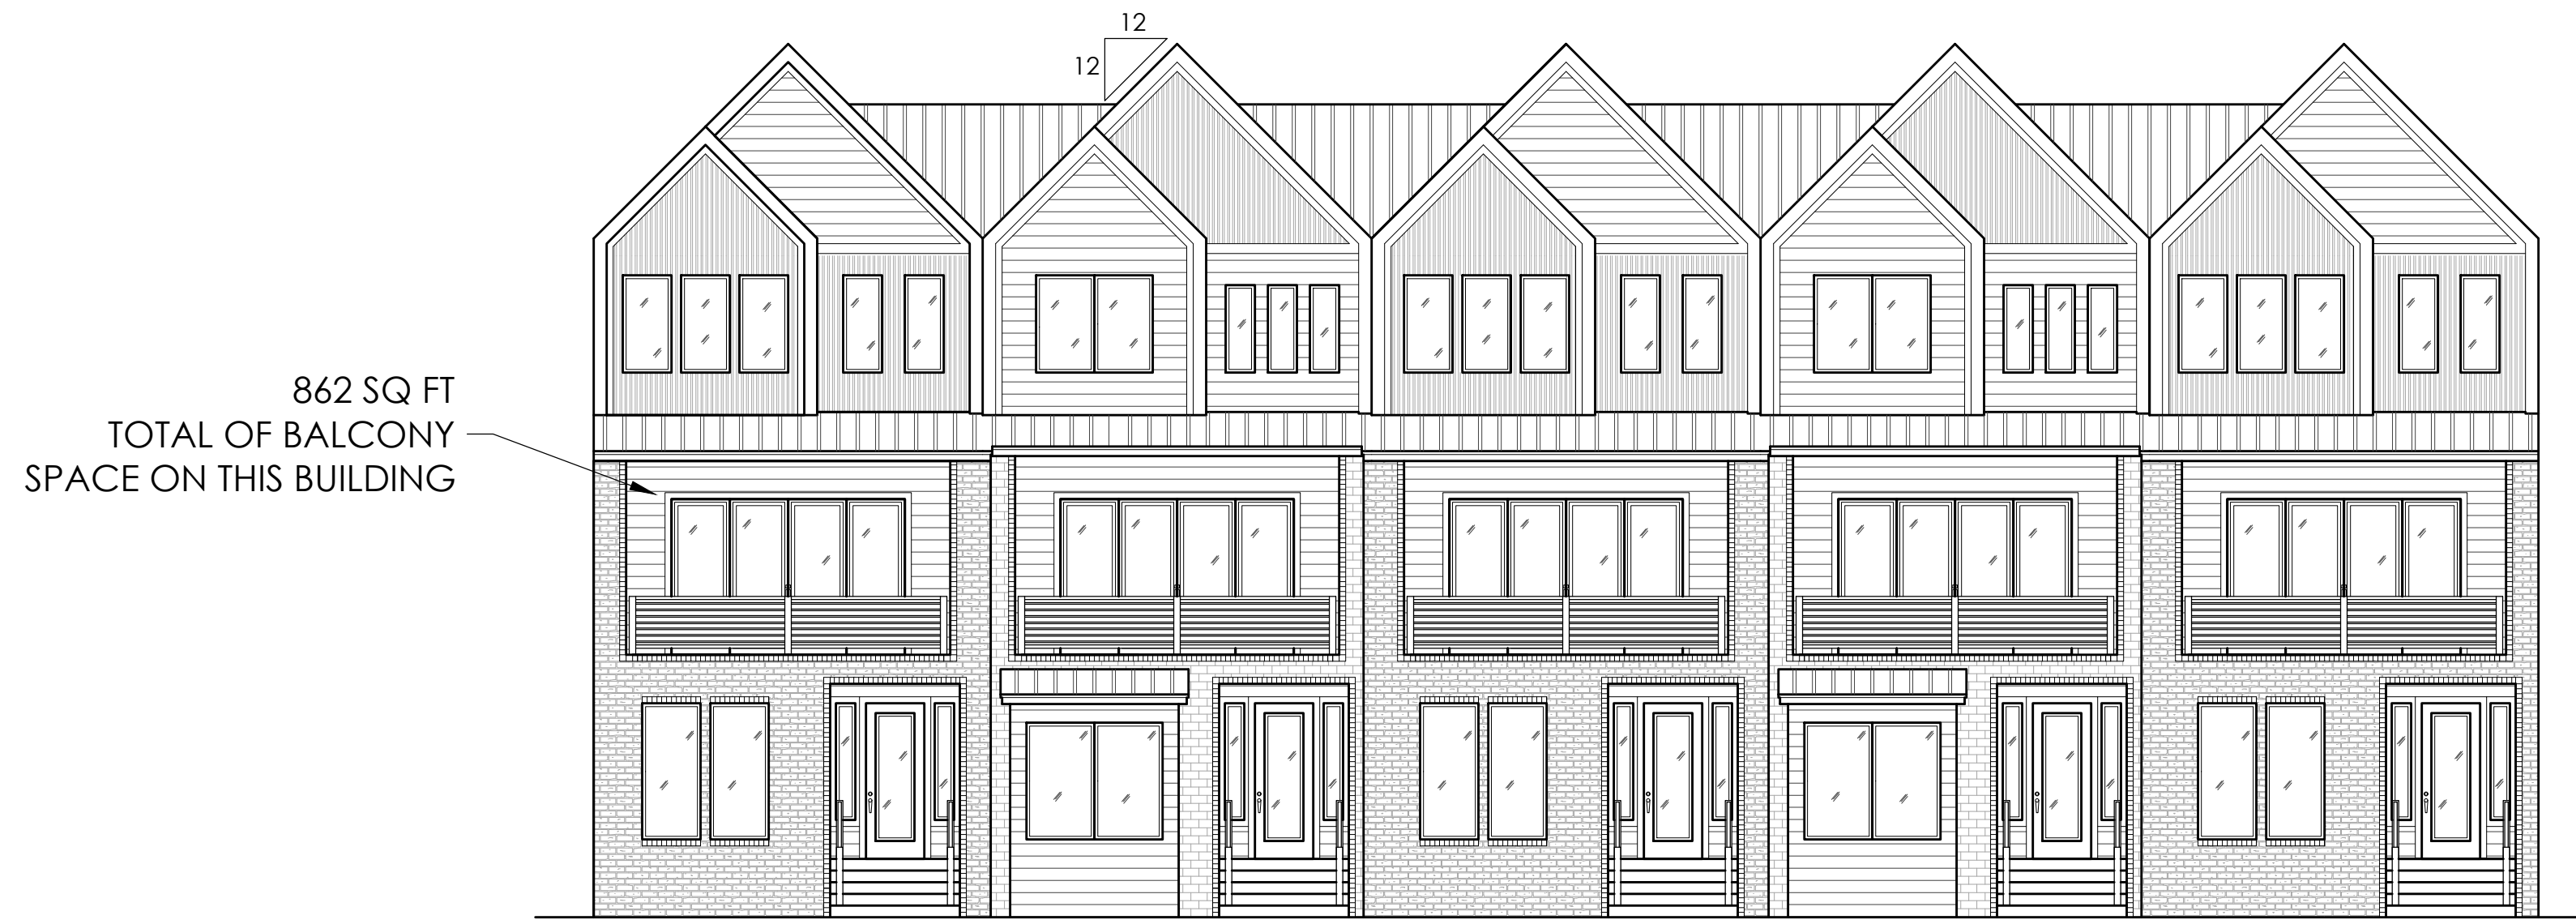 12
12
862 SQ FT
TOTAL OF BALCONY
SPACE ON THIS BUILDING